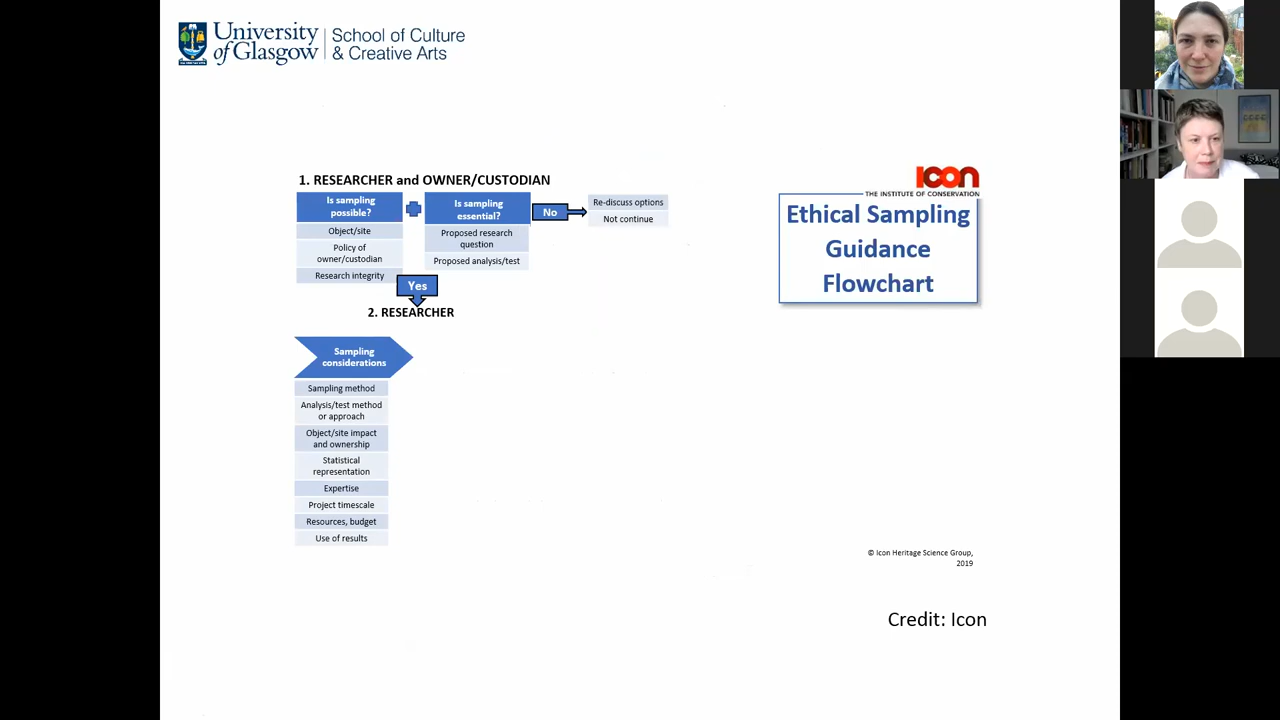 University
of Glasgow
School of Culture
& Creative Arts
1. RESEARCHER and OWNER/CUSTODIAN
Is sampling
possible?
Object/site
Policy of
owner/custodian
Research integrity
Is sampling
essential?
Proposed research
question
Proposed analysis/test
No
Re-discuss options
Not continue
Yes
2. RESEARCHER
Sampling
considerations
Sampling method
Analysis/test method
or approach
Object/site impact
and ownership
Statistical
representation
Expertise
Project timescale
Resources, budget
Use of results
Icon
THE INSTITUTE OF CONSERVATION
Ethical Sampling
Guidance
Flowchart
© Icon Heritage Science Group,
2019
Credit: Icon